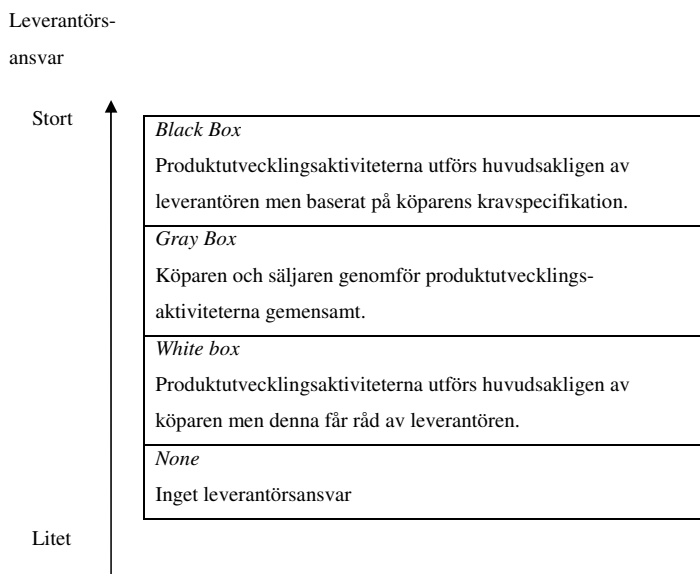 Leverantörs-
ansvar
Stort
Black Box
Produktutvecklingsaktiviteterna utförs huvudsakligen av
leverantören men baserat på köparens kravspecifikation.
Gray Box
Köparen och säljaren genomför produktutvecklings-
aktiviteterna gemensamt.
White box
Produktutvecklingsaktiviteterna utförs huvudsakligen av
köparen men denna får råd av leverantören.
None
Inget leverantörsansvar
Litet